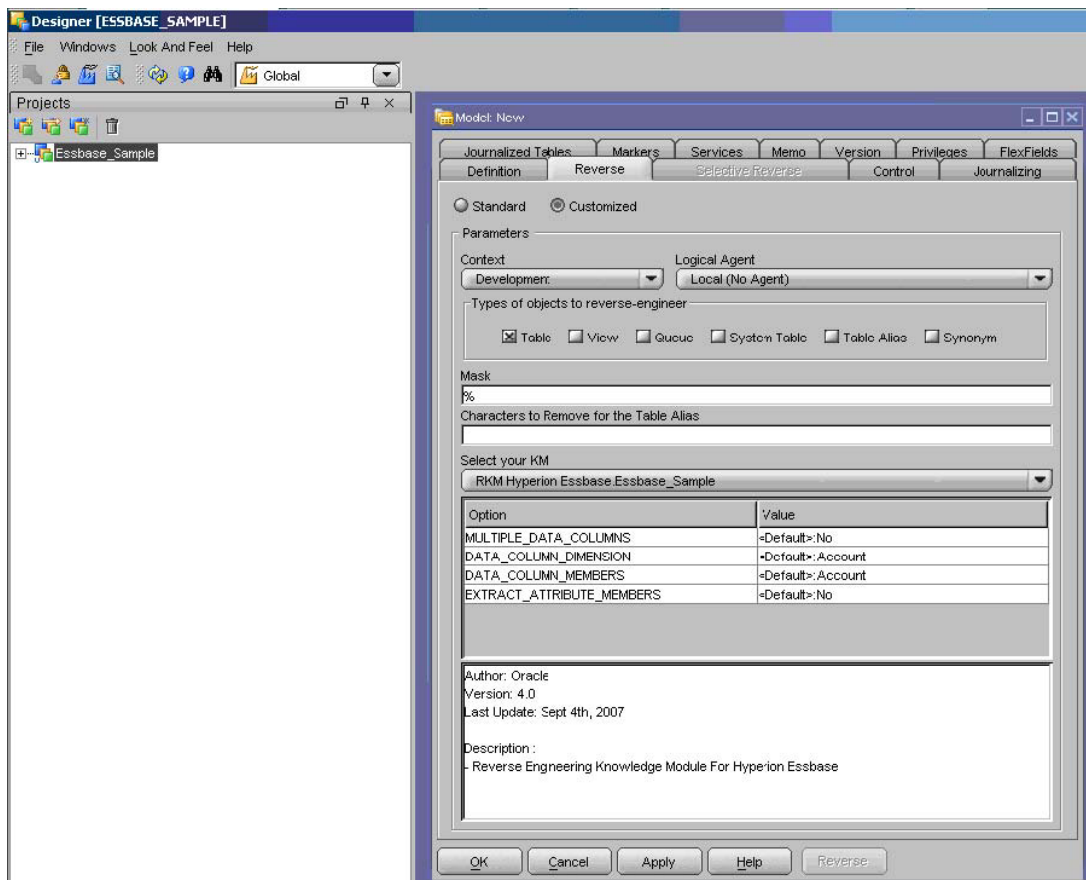 Designer [ESSBASE_SAMPLE]
File Windows Look And Feel Help
Global
Projects
Essbase_Sample
Model: New
Journalized Tables Markers Services Memo Version Privileges FlexFields
Definition Reverse Selective Reverse Control Journalizing
Standard Customized
Parameters
Context Logical Agent
Development Local (No Agent)
Types of objects to reverse-engineer
Table View Queue System Table Table Alias Synonym
Mask
%
Characters to Remove for the Table Alias
Select your KM
RKM Hyperion Essbase.Essbase_Sample
Option Value
MULTIPLE_DATA_COLUMNS <Default>:No
DATA_COLUMN_DIMENSION <Default>:Account
DATA_COLUMN_MEMBERS <Default>:Account
EXTRACT_ATTRIBUTE_MEMBERS <Default>:No
Author: Oracle
Version: 4.0
Last Update: Sept 4th, 2007
Description :
- Reverse Engneering Knowledge Module For Hyperion Essbase
OK Cancel Apply Help Reverse